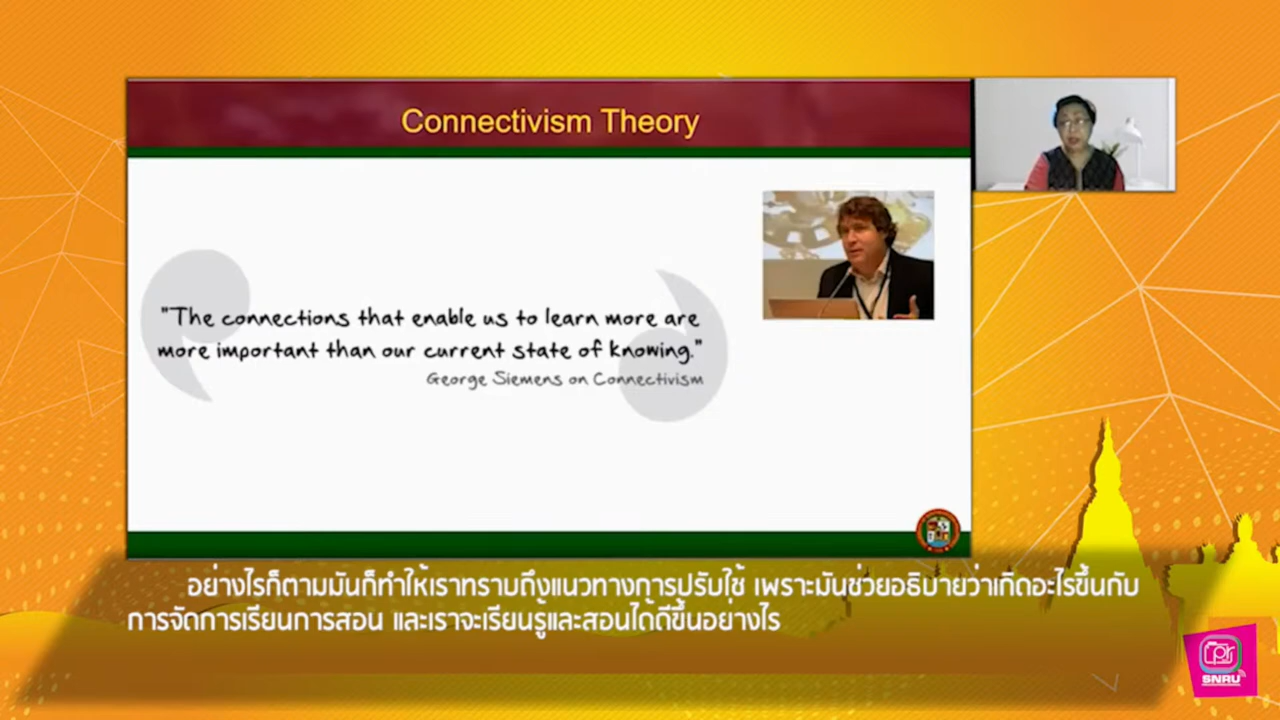 Connectivism Theory
"The connections that enable us to learn more are
more important than our current state of knowing."
George Siemens on Connectivism
อย่างไรก็ตามมันก็ทำให้เราทราบถึงแนวทางการปรับใช้ เพราะมันช่วยอธิบายว่าเกิดอะไรขึ้นกับ
การจัดการเรียนการสอน และเราจะเรียนรู้และสอนได้ดีขึ้นอย่างไร
pr
SNRU